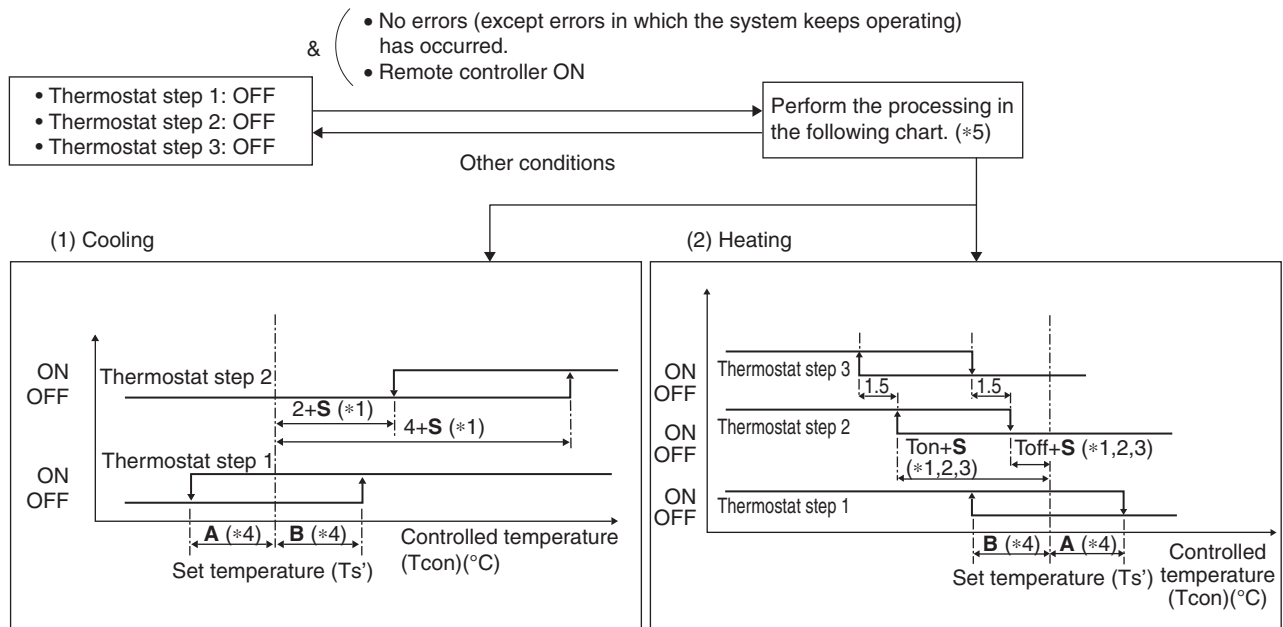 • No errors (except errors in which the system keeps operating)
has occurred.
&
• Remote controller ON
• Thermostat step 1: OFF
• Thermostat step 2: OFF
• Thermostat step 3: OFF
Perform the processing in
the following chart. (*5)
Other conditions
(1) Cooling
ON
OFF
Thermostat step 2
2+S (*1)
4+S (*1)
Thermostat step 1
ON
OFF
A (*4)
B (*4)
Controlled temperature
(Tcon)(°C)
Set temperature (Ts')
(2) Heating
ON
OFF
Thermostat step 3
1.5
1.5
ON
OFF
Thermostat step 2
Ton+S
(*1,2,3)
Toff+S (*1,2,3)
ON
OFF
Thermostat step 1
B (*4)
A (*4)
Set temperature (Ts')
Controlled
temperature
(Tcon)(°C)